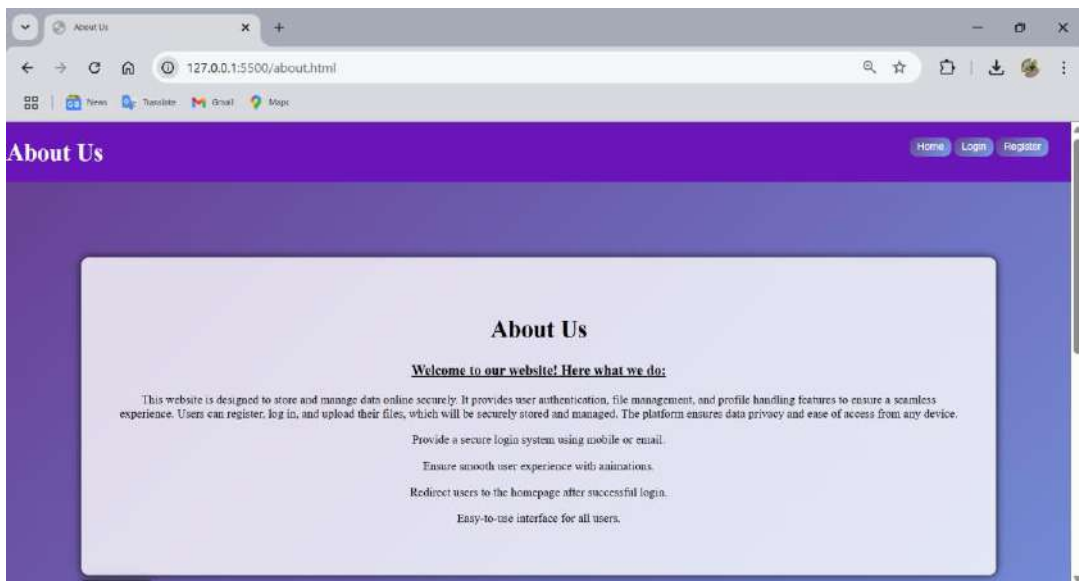 About Us
127.0.0.1:5500/about.html
News Translate Gmail Maps
About Us
Home Login Register
About Us
Welcome to our website! Here what we do:
This website is designed to store and manage data online securely. It provides user authentication, file management, and profile handling features to ensure a seamless
experience. Users can register, log in, and upload their files, which will be securely stored and managed. The platform ensures data privacy and ease of access from any device.
Provide a secure login system using mobile or email.
Ensure smooth user experience with animations.
Redirect users to the homepage after successful login.
Easy-to-use interface for all users.